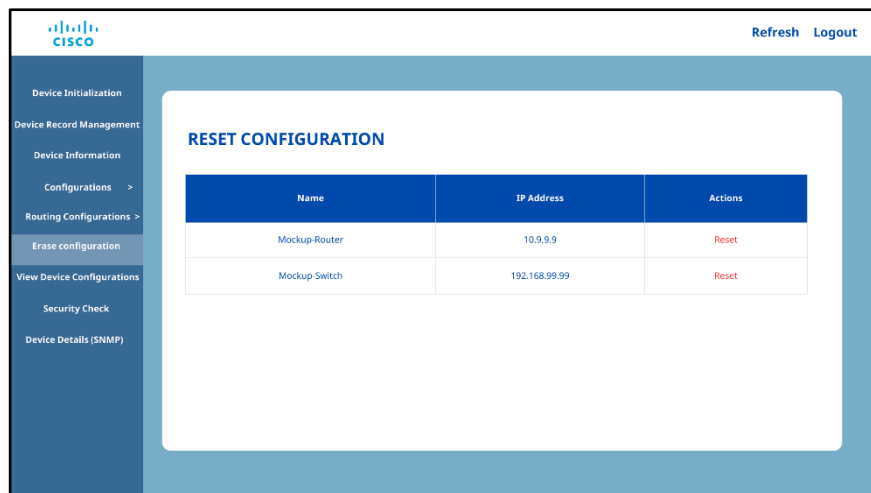 CISCO
Refresh Logout
Device Initialization
Device Record Management
Device Information
Configurations >
Routing Configurations >
Erase configuration
View Device Configurations
Security Check
Device Details (SNMP)
RESET CONFIGURATION
Name IP Address Actions
Mockup-Router 10.9.9.9 Reset
Mockup-Switch 192.168.99.99 Reset